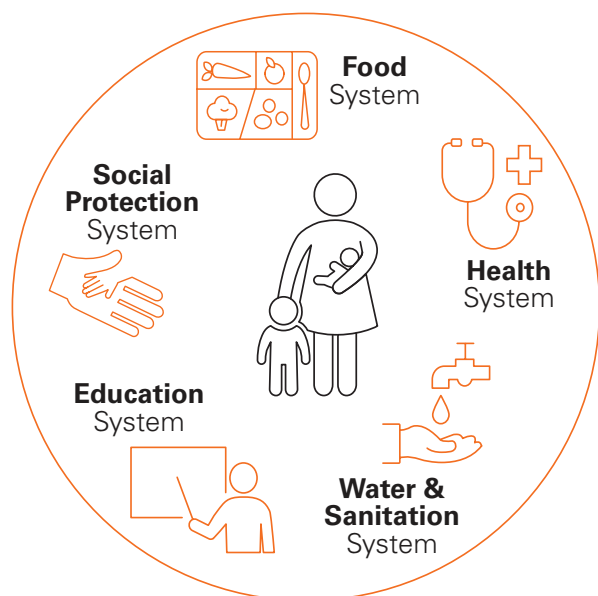 Food
System
Health
System
Water &
Sanitation
System
Education
System
Social
Protection
System